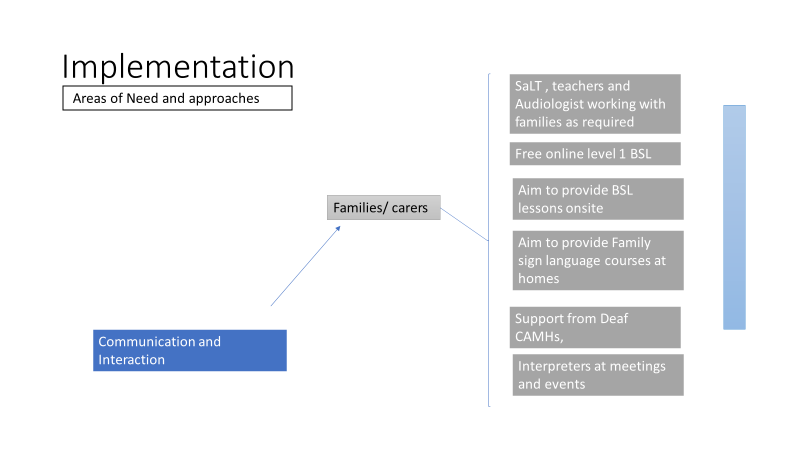 Implementation
Areas of Need and approaches
SaLT , teachers and
Audiologist working with
families as required
Free online level 1 BSL
Aim to provide BSL
lessons onsite
Families/ carers
Aim to provide Family
sign language courses at
homes
Support from Deaf
CAMHs,
Communication and
Interaction
Interpreters at meetings
and events